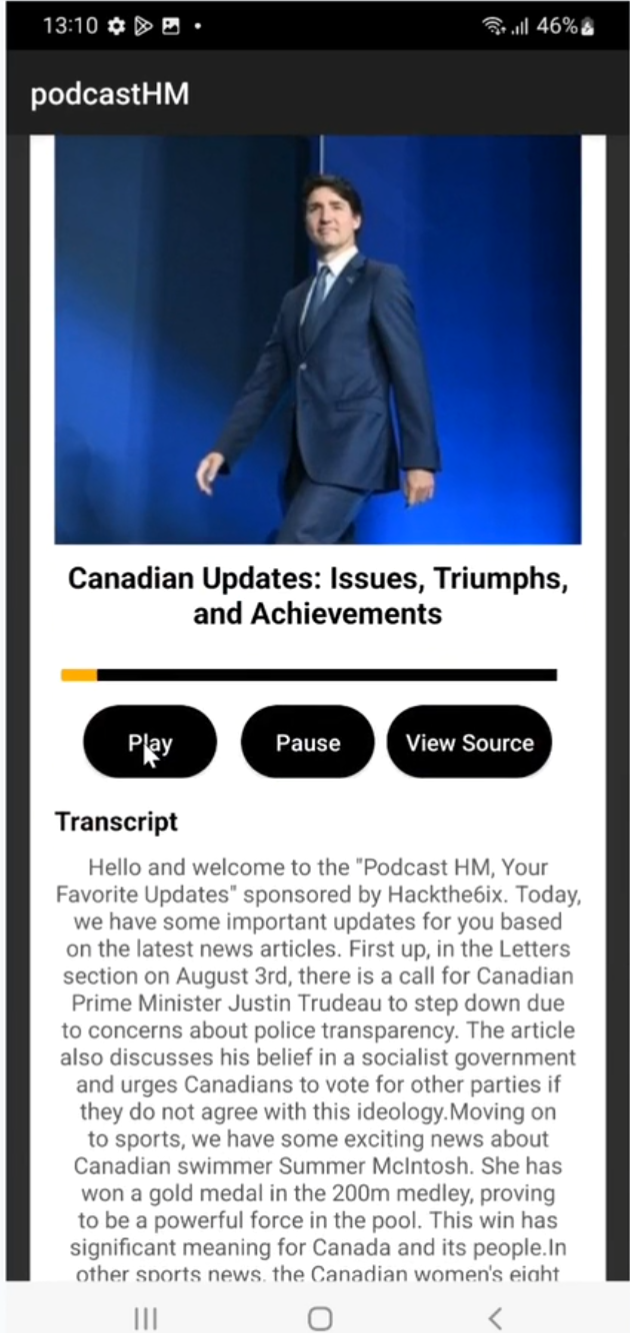 13:10 46%
podcastHM
Canadian Updates: Issues, Triumphs,
and Achievements
Play Pause View Source
Transcript
Hello and welcome to the "Podcast HM, Your
Favorite Updates" sponsored by Hackthe6ix. Today,
we have some important updates for you based
on the latest news articles. First up, in the Letters
section on August 3rd, there is a call for Canadian
Prime Minister Justin Trudeau to step down due
to concerns about police transparency. The article
also discusses his belief in a socialist government
and urges Canadians to vote for other parties if
they do not agree with this ideology.Moving on
to sports, we have some exciting news about
Canadian swimmer Summer McIntosh. She has
won a gold medal in the 200m medley, proving
to be a powerful force in the pool. This win has
significant meaning for Canada and its people.In
other sports news, the Canadian women's eight